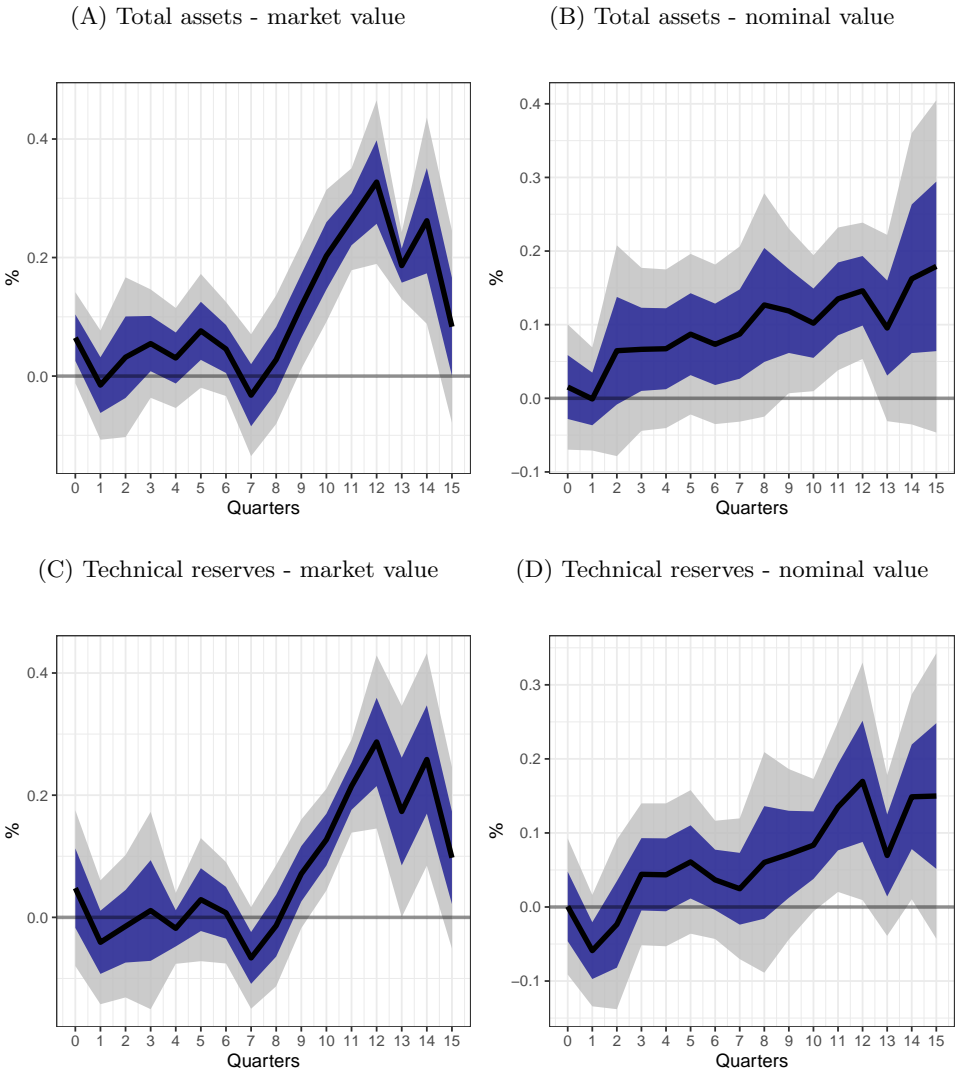 (A) Total assets - market value
(B) Total assets - nominal value
0.4
0.2
0.0
%
0 1 2 3 4 5 6 7 8 9 10 11 12 13 14 15
Quarters
0.4
0.3
0.2
0.1
0.0
−0.1
%
0 1 2 3 4 5 6 7 8 9 10 11 12 13 14 15
Quarters
(C) Technical reserves - market value
(D) Technical reserves - nominal value
0.4
0.2
0.0
%
0 1 2 3 4 5 6 7 8 9 10 11 12 13 14 15
Quarters
0.3
0.2
0.1
0.0
−0.1
%
0 1 2 3 4 5 6 7 8 9 10 11 12 13 14 15
Quarters